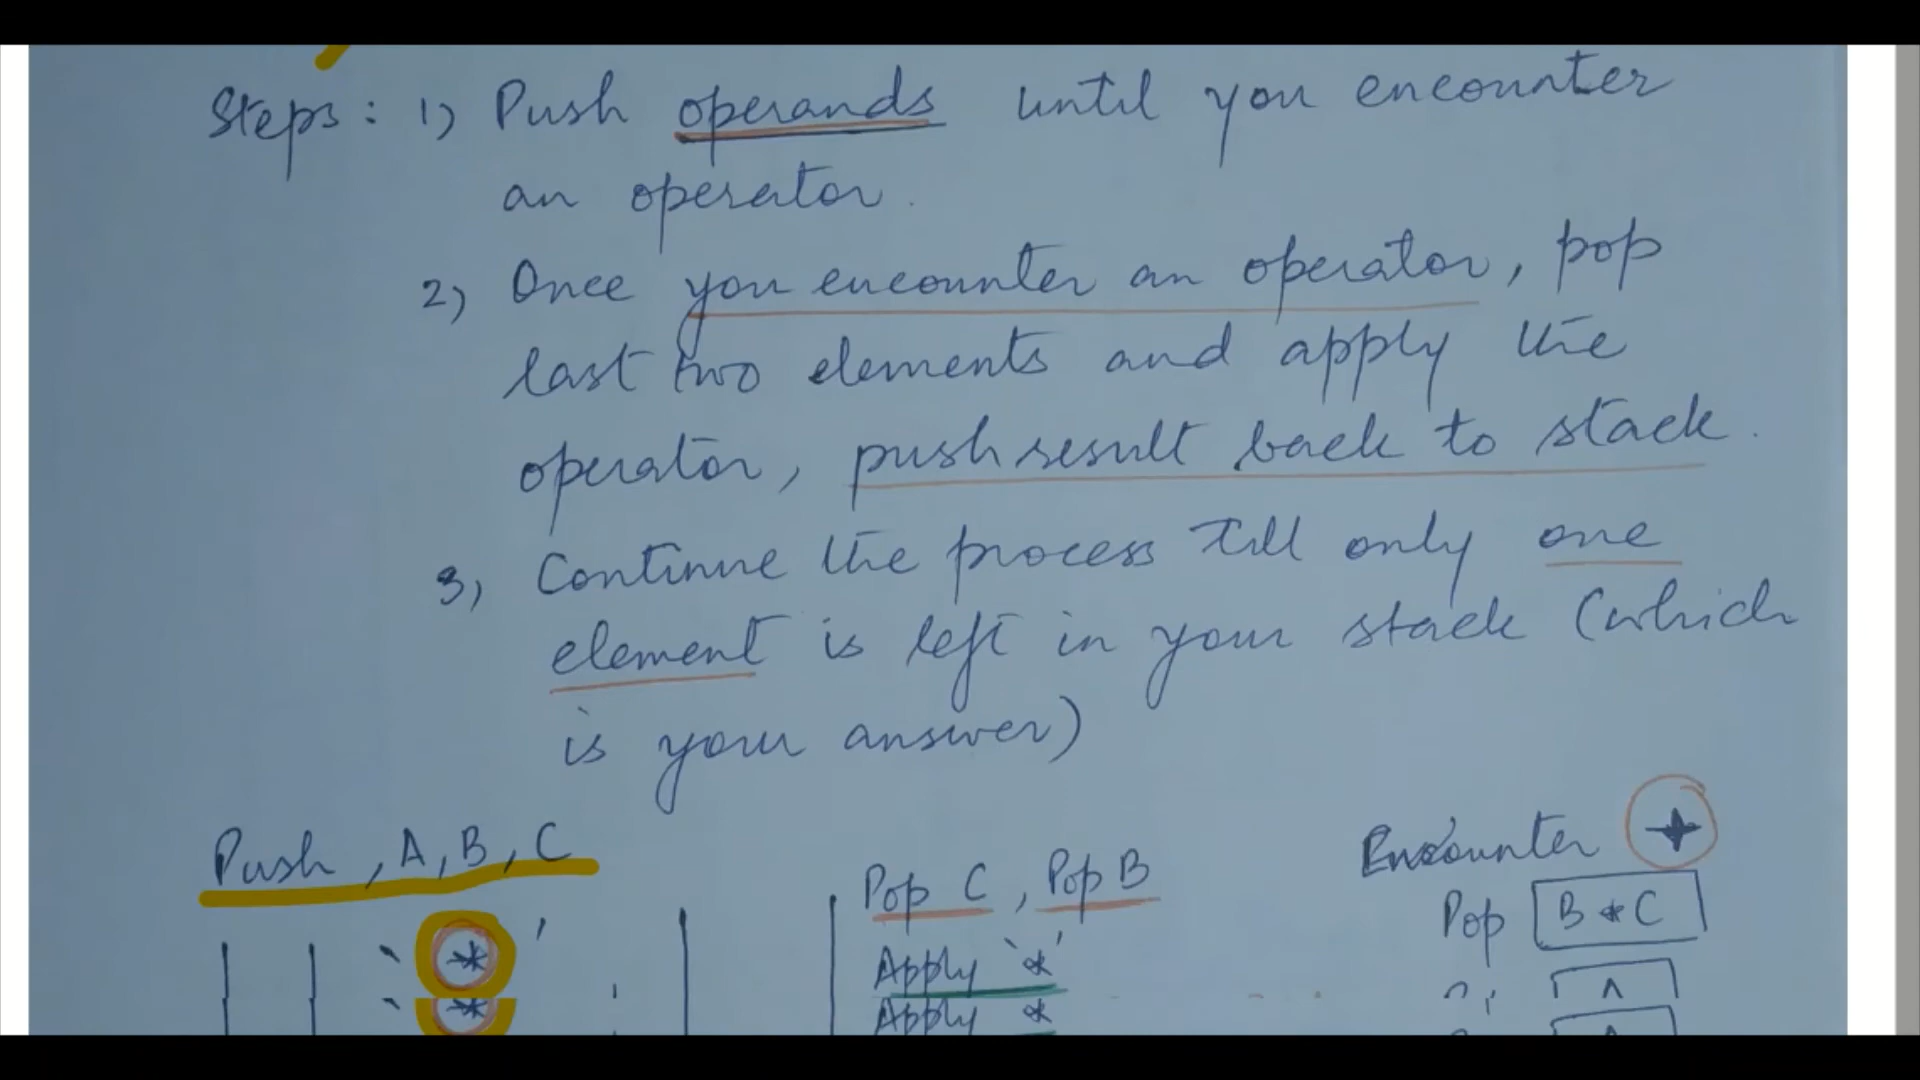 Steps: 1) Push operands until you encounter
an operator.
2) Once you encounter an operator, pop
last two elements and apply the
operator, push result back to stack.
3) Continue the process till only one
element is left in your stack (which
is your answer)
Push, A, B, C
Pop C, Pop B
Encounter +
Pop B * C
' * '
Apply '*'
A
*
Apply *